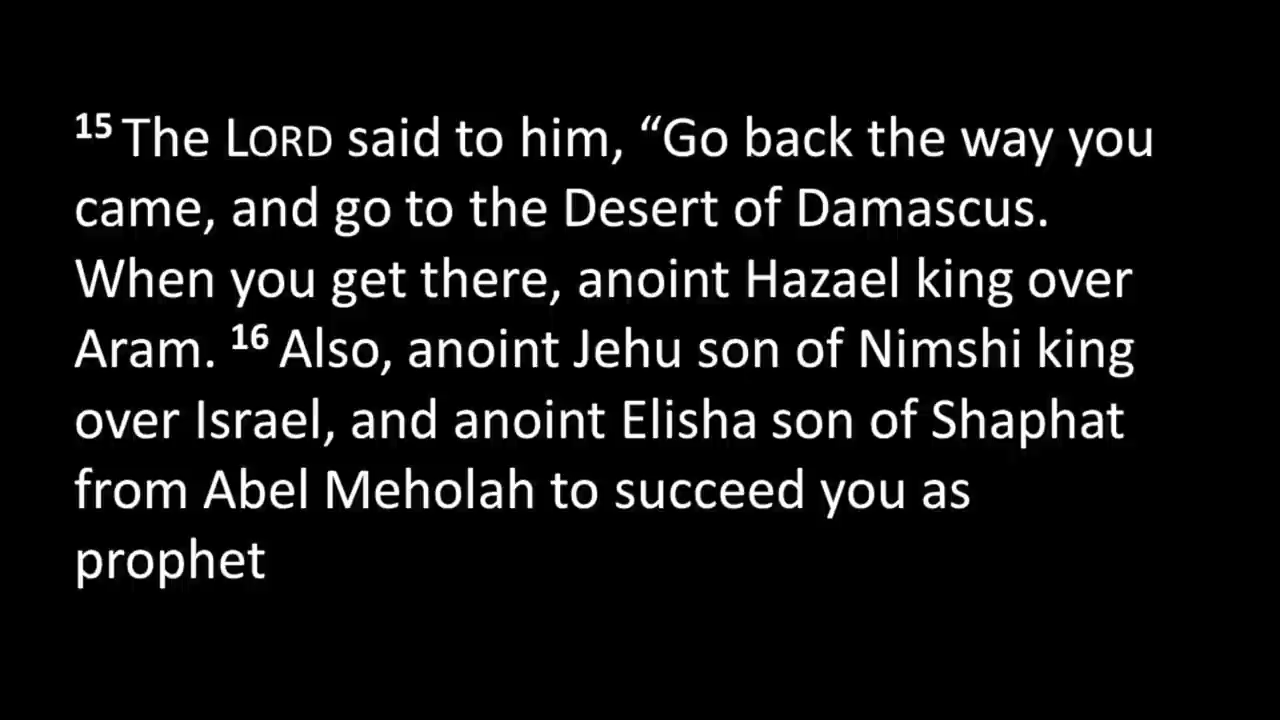 15 The LORD said to him, “Go back the way you
came, and go to the Desert of Damascus.
When you get there, anoint Hazael king over
Aram. 16 Also, anoint Jehu son of Nimshi king
over Israel, and anoint Elisha son of Shaphat
from Abel Meholah to succeed you as
prophet